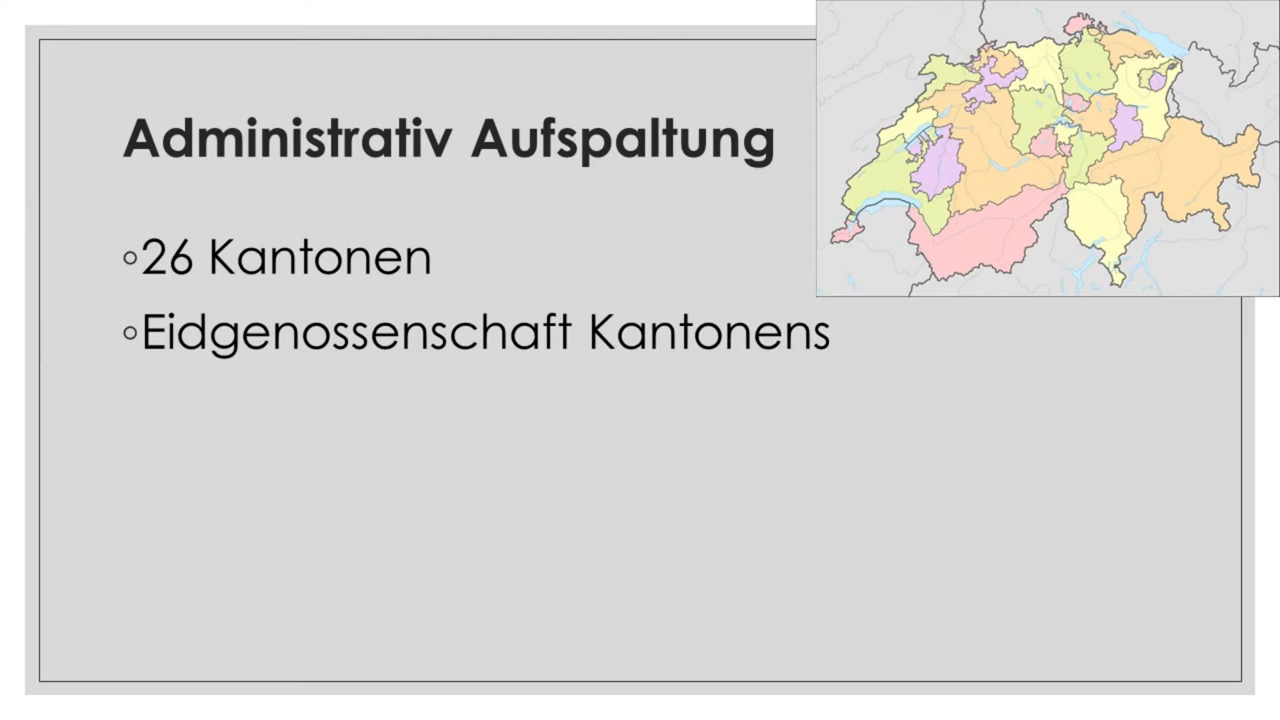 Administrativ Aufspaltung
◦26 Kantonen
◦Eidgenossenschaft Kantonens